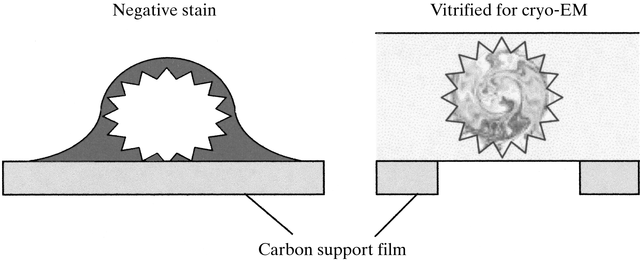 Negative stain
Vitrified for cryo-EM
Carbon support film